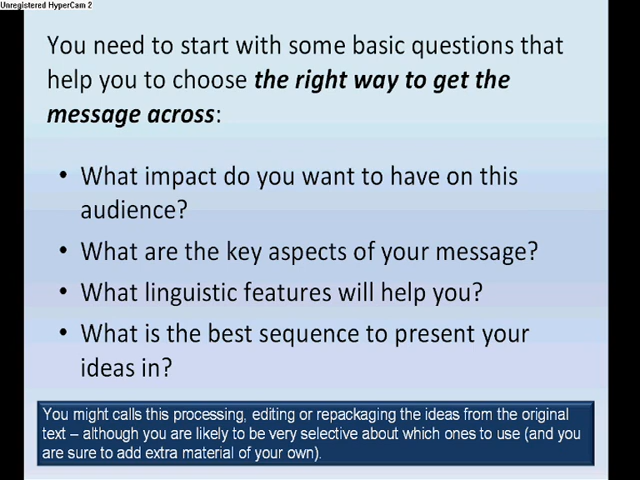 Unregistered HyperCam 2
You need to start with some basic questions that
help you to choose the right way to get the
message across:
• What impact do you want to have on this
audience?
• What are the key aspects of your message?
• What linguistic features will help you?
• What is the best sequence to present your
ideas in?
You might calls this processing, editing or repackaging the ideas from the original
text – although you are likely to be very selective about which ones to use (and you
are sure to add extra material of your own).